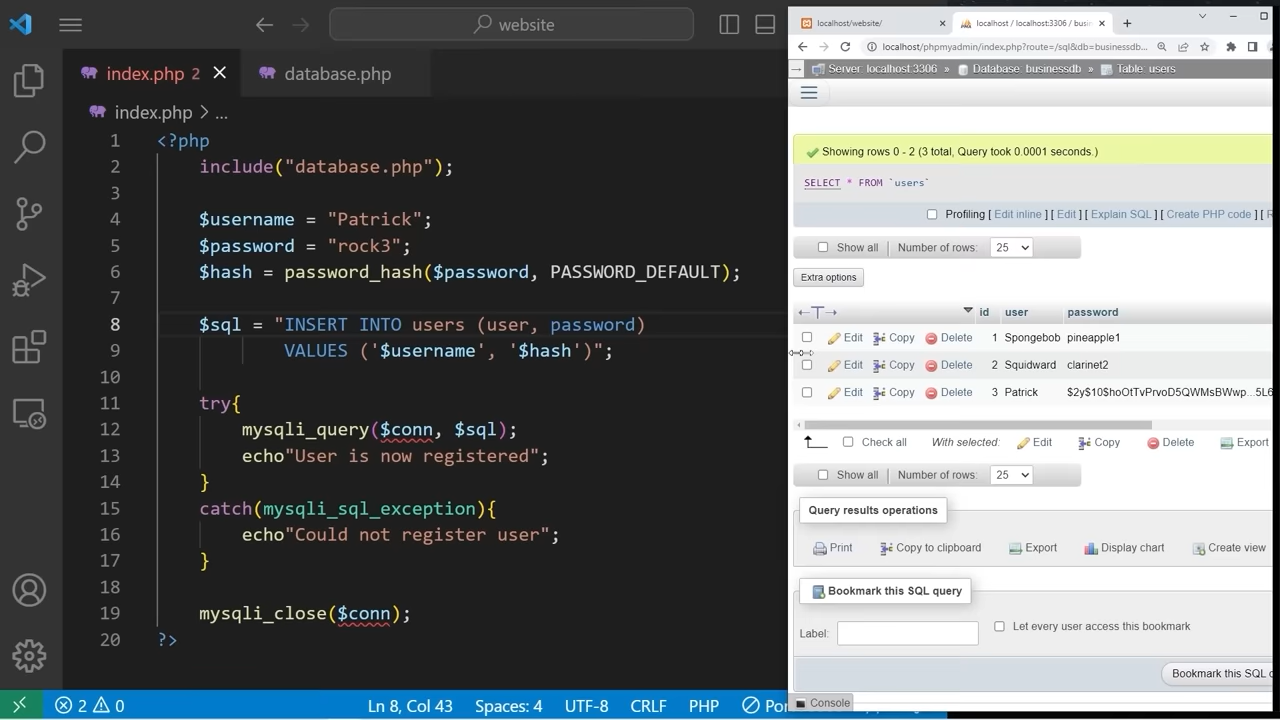 website
index.php 2
database.php
index.php > ...
1 <?php
2 include("database.php");
3
4 $username = "Patrick";
5 $password = "rock3";
6 $hash = password_hash($password, PASSWORD_DEFAULT);
7
8 $sql = "INSERT INTO users (user, password)
9 VALUES ('$username', '$hash')";
10
11 try{
12 mysqli_query($conn, $sql);
13 echo"User is now registered";
14 }
15 catch(mysqli_sql_exception){
16 echo"Could not register user";
17 }
18
19 mysqli_close($conn);
20 ?>
2 0
Ln 8, Col 43 Spaces: 4 UTF-8 CRLF PHP
localhost/website/
localhost / localhost:3306 / busin
localhost/phpmyadmin/index.php?route=/sql&db=businessdb...
Server: localhost:3306 » Database: businessdb » Table: users
Showing rows 0 - 2 (3 total, Query took 0.0001 seconds.)
SELECT * FROM `users`
Profiling [ Edit inline ] [ Edit ] [ Explain SQL ] [ Create PHP code ] [ R
Show all Number of rows: 25
Extra options
id user password
Edit Copy Delete 1 Spongebob pineapple1
Edit Copy Delete 2 Squidward clarinet2
Edit Copy Delete 3 Patrick $2y$10$hoOtTvPrvoD5QWMsBWwp...5L6
Check all With selected: Edit Copy Delete Export
Show all Number of rows: 25
Query results operations
Print Copy to clipboard Export Display chart Create view
Bookmark this SQL query
Label:
Let every user access this bookmark
Bookmark this SQL q
Console